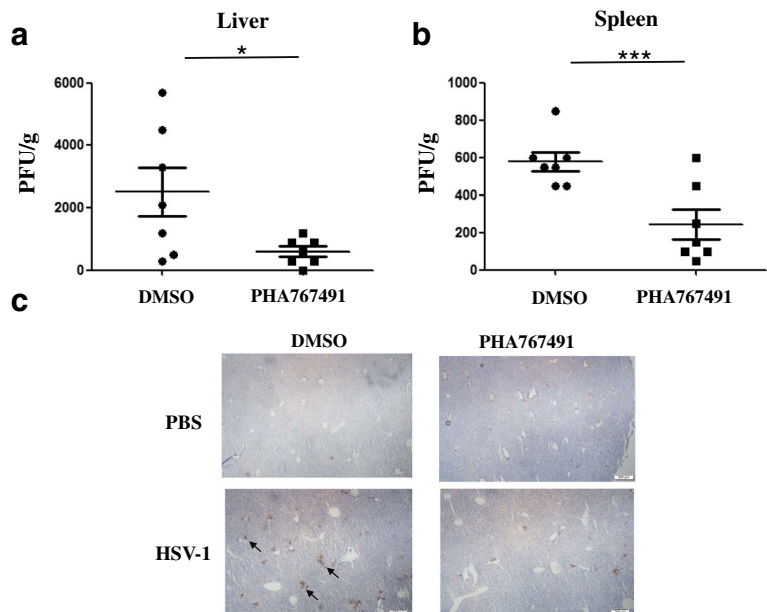 a
Liver
*
6000
4000
2000
0
PFU/g
DMSO
PHA767491
b
Spleen
***
1000
800
600
400
200
0
PFU/g
DMSO
PHA767491
c
DMSO
PHA767491
PBS
HSV-1